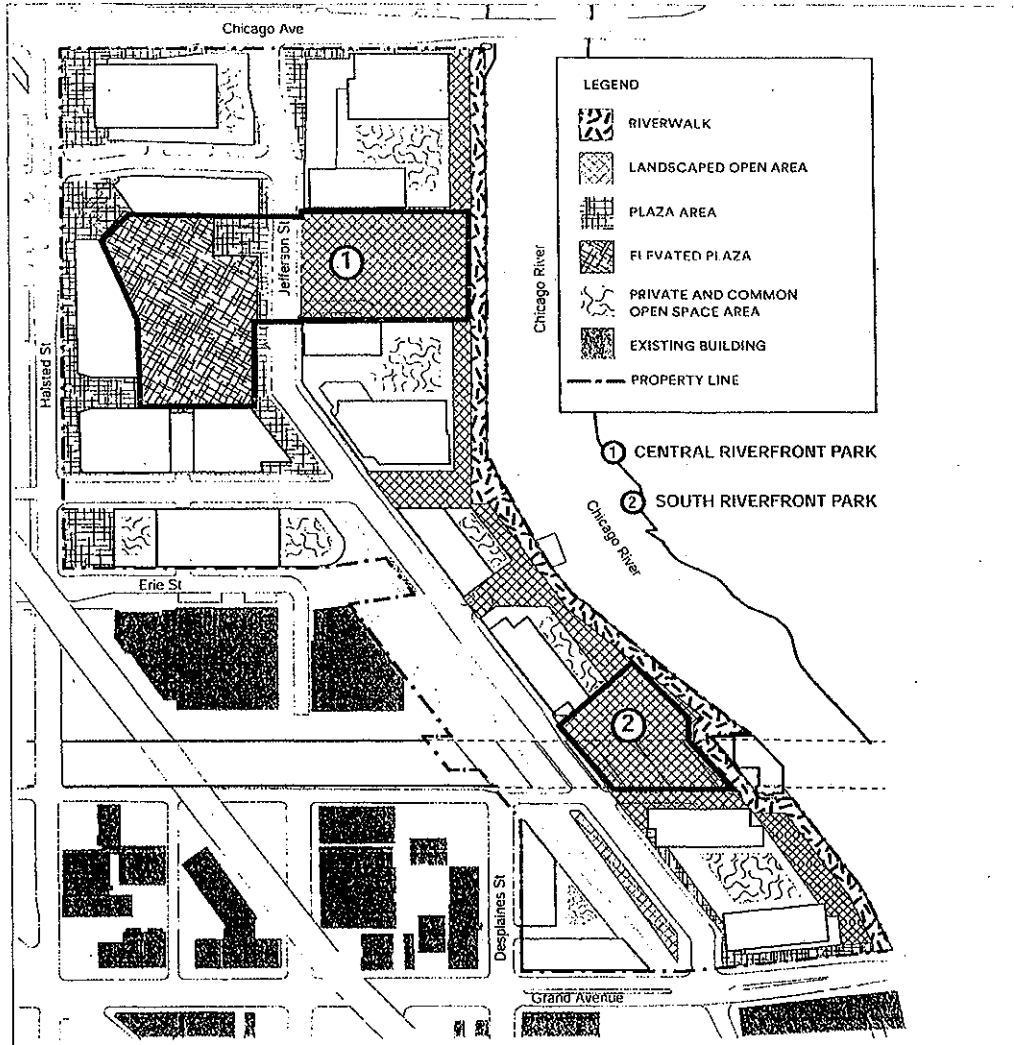 Chicago Ave
LEGEND
RIVERWALK
LANDSCAPED OPEN AREA
PLAZA AREA
ELEVATED PLAZA
PRIVATE AND COMMON
OPEN SPACE AREA
EXISTING BUILDING
PROPERTY LINE
Chicago River
Jefferson St
1
Halsted St
1 CENTRAL RIVERFRONT PARK
2 SOUTH RIVERFRONT PARK
Chicago River
Erie St
2
Desplaines St
Grand Avenue